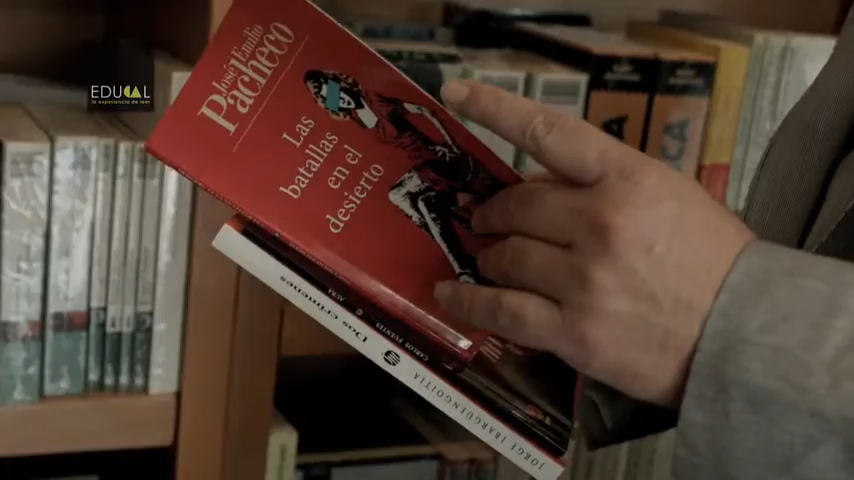 EDUCAL
la experiencia de leer
José Emilio
Pacheco
Las
batallas
en el
desierto
AURA
CARLOS FUENTES
Dos crímenes
JORGE IBARGÜENGOITIA